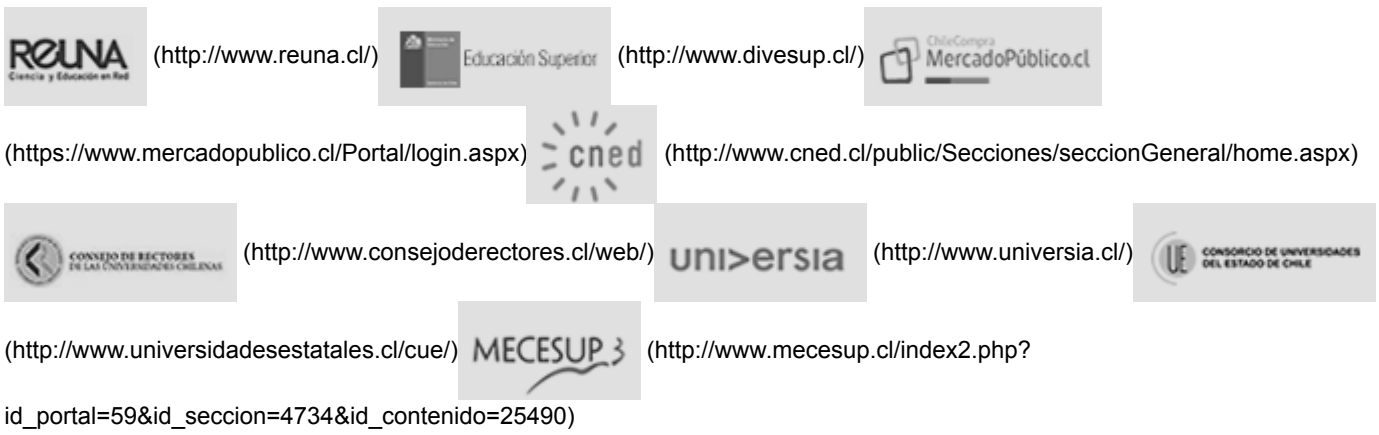 REUNA
Ciencia y Educación en Red
(http://www.reuna.cl/)
Educación Superior
(http://www.divesup.cl/)
ChileCompra
MercadoPúblico.cl
(https://www.mercadopublico.cl/Portal/login.aspx)
cned
(http://www.cned.cl/public/Secciones/seccionGeneral/home.aspx)
CONSEJO DE RECTORES
DE LAS UNIVERSIDADES CHILENAS
(http://www.consejoderectores.cl/web/)
uni>ersia
(http://www.universia.cl/)
UE
CONSORCIO DE UNIVERSIDADES
DEL ESTADO DE CHILE
(http://www.universidadesestatales.cl/cue/)
MECESUP 3
(http://www.mecesup.cl/index2.php?
id_portal=59&id_seccion=4734&id_contenido=25490)